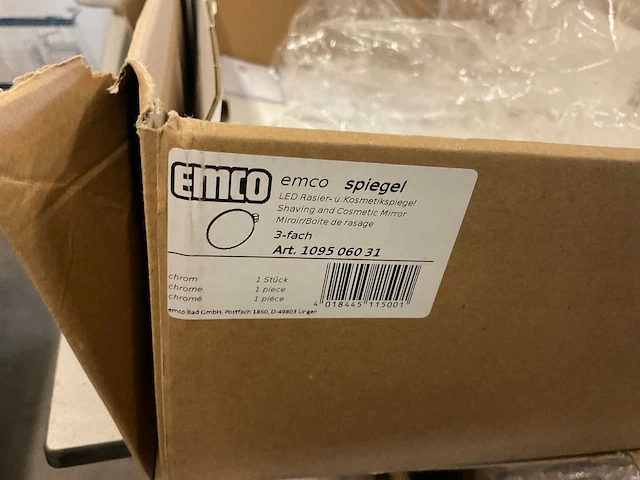 emco
emco spiegel
LED Rasier- u. Kosmetikspiegel
Shaving and Cosmetic Mirror
Miroir/Boite de rasage
3-fach
Art. 1095 060 31
chrom 1 Stück
chrome 1 piece
chromé 1 pièce
4 018445 115001
emco Bad GmbH, Postfach 1860, D-49803 Lingen